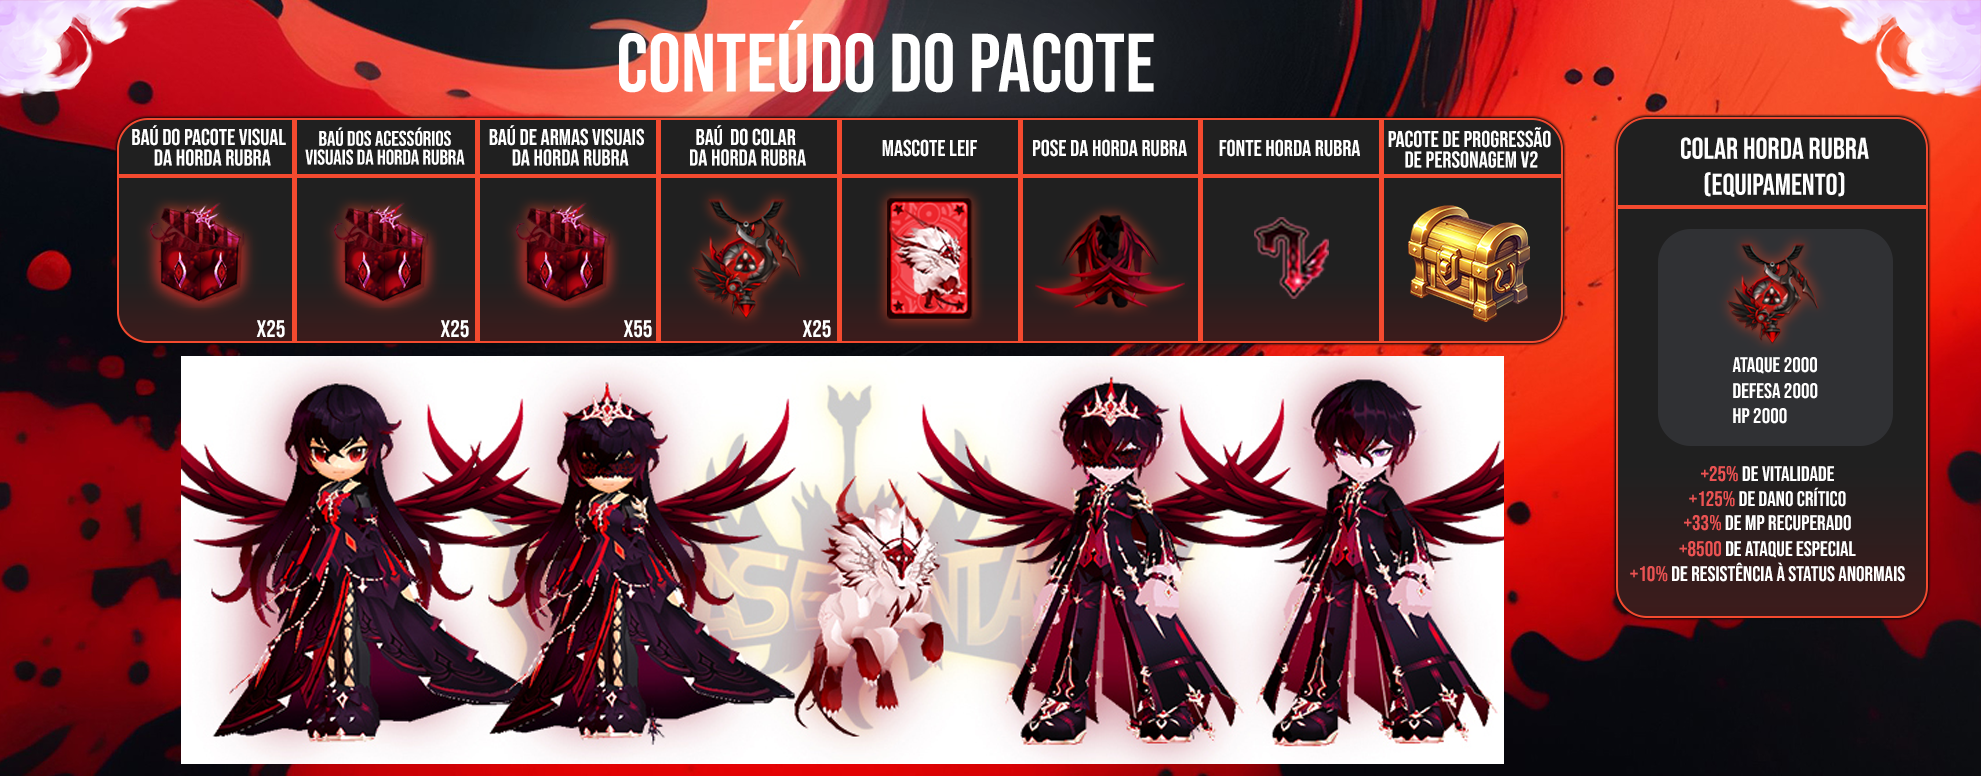 CONTEÚDO DO PACOTE
BAÚ DO PACOTE VISUAL
DA HORDA RUBRA
X25
BAÚ DOS ACESSÓRIOS
VISUAIS DA HORDA RUBRA
X25
BAÚ DE ARMAS VISUAIS
DA HORDA RUBRA
X55
BAÚ DO COLAR
DA HORDA RUBRA
X25
MASCOTE LEIF
POSE DA HORDA RUBRA
FONTE HORDA RUBRA
PACOTE DE PROGRESSÃO
DE PERSONAGEM V2
COLAR HORDA RUBRA
(EQUIPAMENTO)
ATAQUE 2000
DEFESA 2000
HP 2000
+25% DE VITALIDADE
+125% DE DANO CRÍTICO
+33% DE MP RECUPERADO
+8500 DE ATAQUE ESPECIAL
+10% DE RESISTÊNCIA À STATUS ANORMAIS